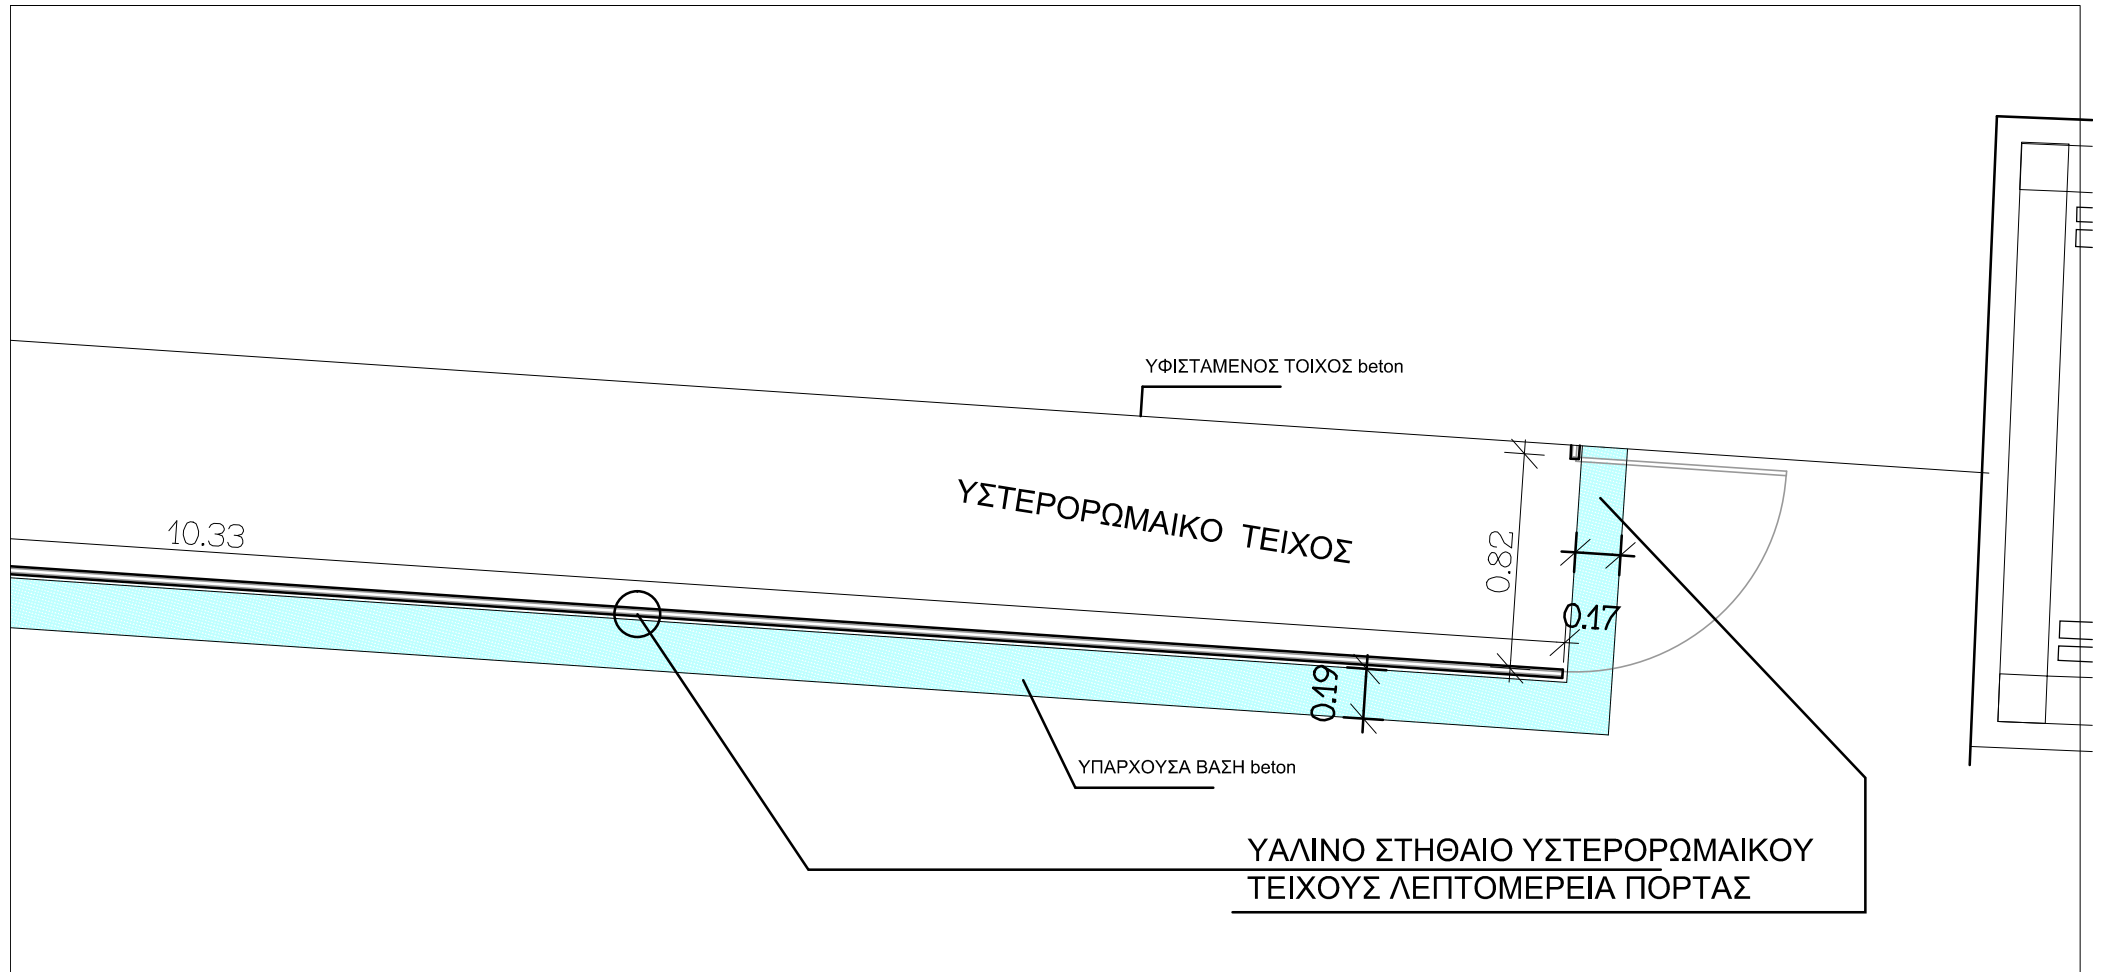 ΥΦΙΣΤΑΜΕΝΟΣ ΤΟΙΧΟΣ beton
ΥΣΤΕΡΟΡΩΜΑΙΚΟ ΤΕΙΧΟΣ
10.33
0.82
0.17
0.19
ΥΠΑΡΧΟΥΣΑ ΒΑΣΗ beton
ΥΑΛΙΝΟ ΣΤΗΘΑΙΟ ΥΣΤΕΡΟΡΩΜΑΙΚΟΥ
ΤΕΙΧΟΥΣ ΛΕΠΤΟΜΕΡΕΙΑ ΠΟΡΤΑΣ